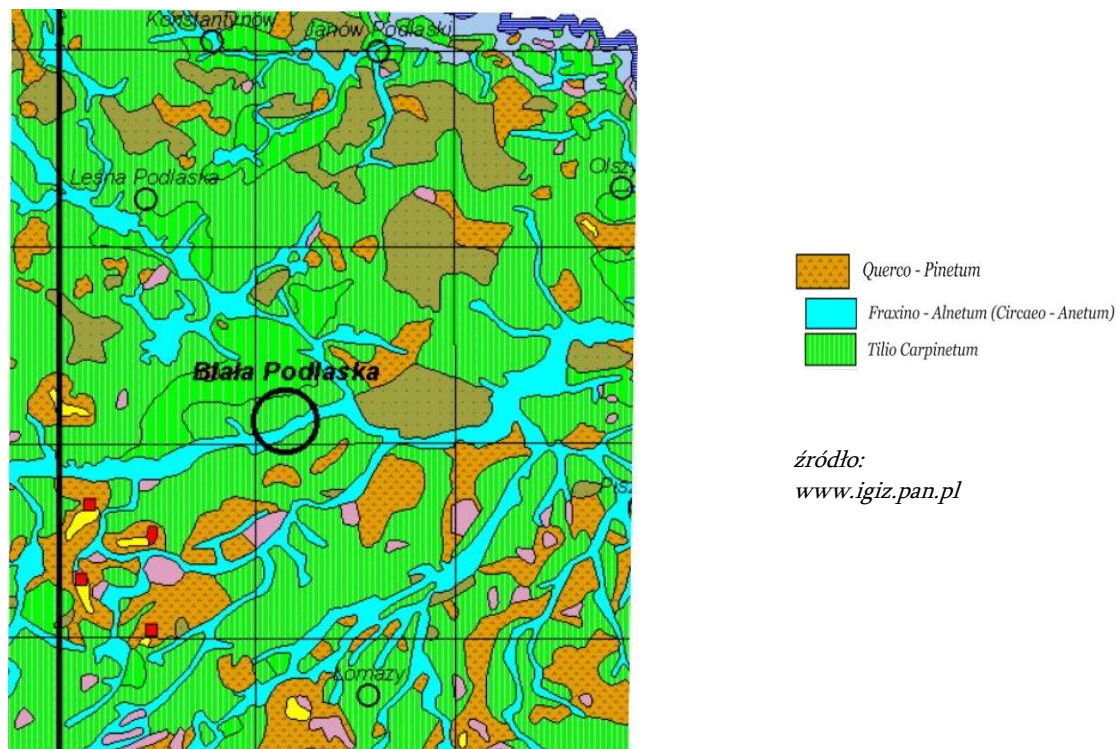 Konstantynów
Janów Podlaski
Olszy
Leśna Podlaska
Biała Podlaska
Pisz
Łomazy
Querco - Pinetum
Fraxino - Alnetum (Circaeo - Anetum)
Tilio Carpinetum
źródło:
www.igiz.pan.pl